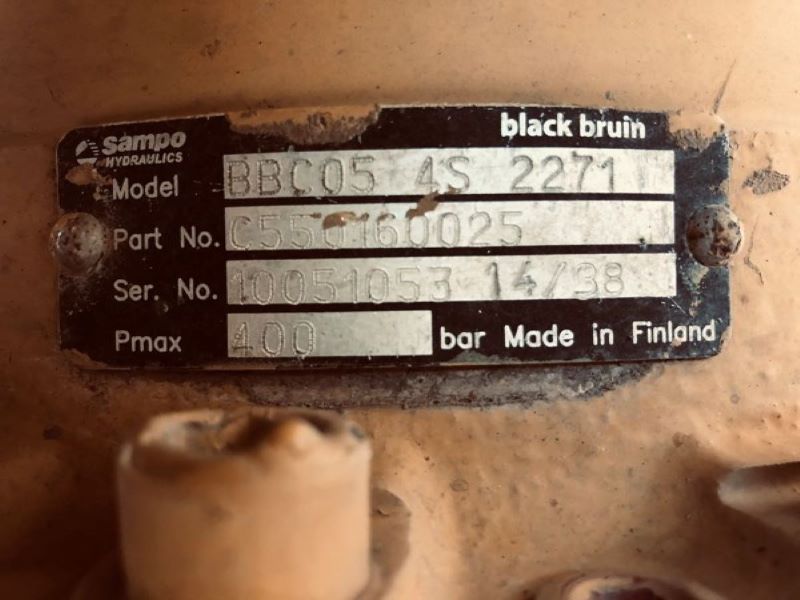 sampo black bruin
HYDRAULICS
Model BBC05 4S 2271
Part No. C550160025
Ser. No. 10051053 14/38
Pmax 400 bar Made in Finland